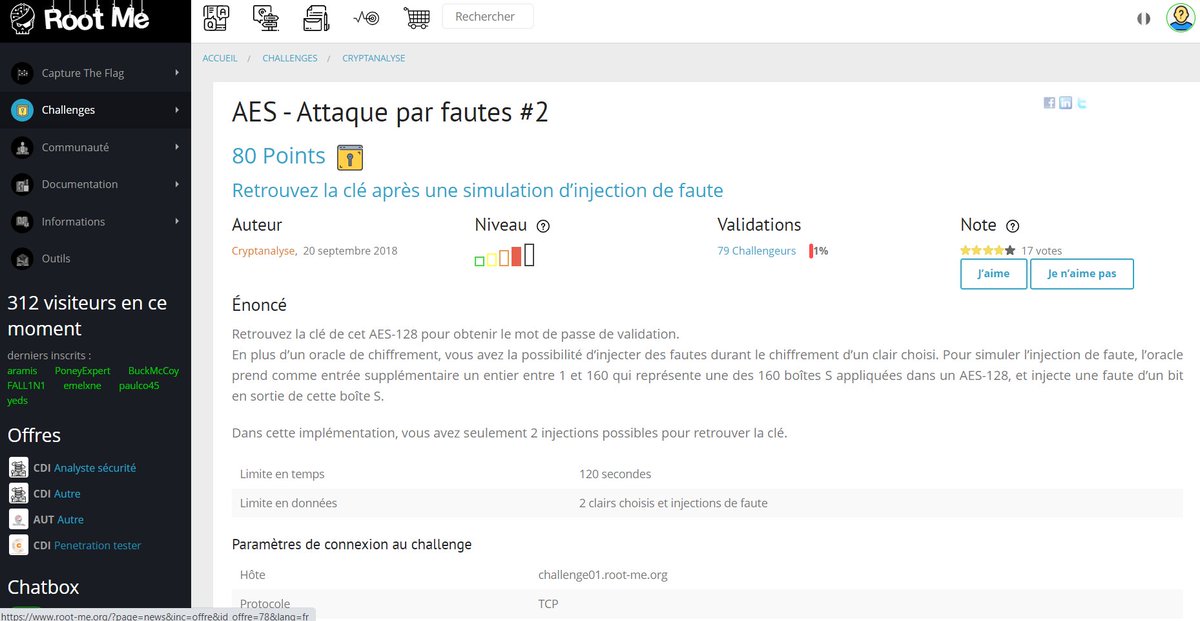 Root Me
Rechercher
Capture The Flag
Challenges
Communauté
Documentation
Informations
Outils
312 visiteurs en ce
moment
derniers inscrits :
aramis PoneyExpert BuckMcCoy
FALL1N1 emelxne paulco45
yeds
Offres
CDI Analyste sécurité
CDI Autre
AUT Autre
CDI Penetration tester
Chatbox
https://www.root-me.org/?page=news&inc=offre&id_offre=78&lang=fr
ACCUEIL / CHALLENGES / CRYPTANALYSE
AES - Attaque par fautes #2
80 Points
Retrouvez la clé après une simulation d’injection de faute
Auteur Niveau Validations Note
Cryptanalyse, 20 septembre 2018 79 Challengeurs 1% 17 votes
J’aime Je n’aime pas
Énoncé
Retrouvez la clé de cet AES-128 pour obtenir le mot de passe de validation.
En plus d’un oracle de chiffrement, vous avez la possibilité d’injecter des fautes durant le chiffrement d’un clair choisi. Pour simuler l’injection de faute, l’oracle
prend comme entrée supplémentaire un entier entre 1 et 160 qui représente une des 160 boîtes S appliquées dans un AES-128, et injecte une faute d’un bit
en sortie de cette boîte S.
Dans cette implémentation, vous avez seulement 2 injections possibles pour retrouver la clé.
Limite en temps 120 secondes
Limite en données 2 clairs choisis et injections de faute
Paramètres de connexion au challenge
Hôte challenge01.root-me.org
Protocole TCP